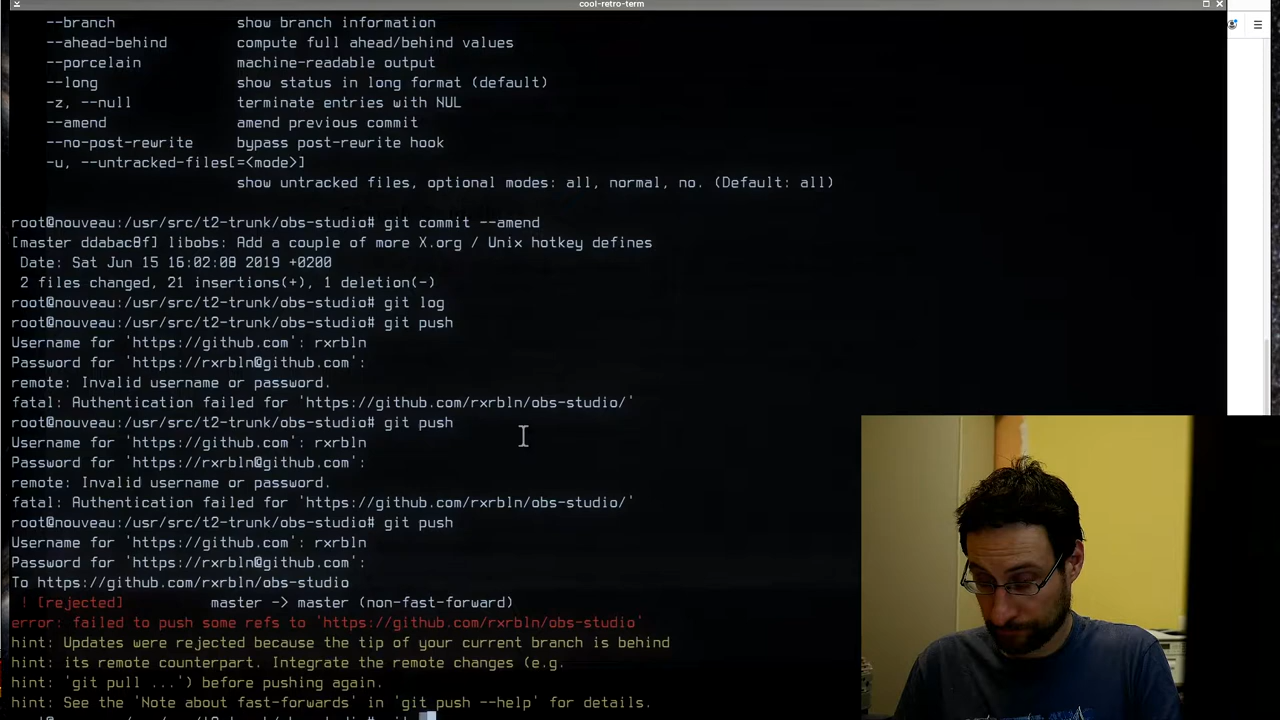 cool-retro-term
--branch show branch information
--ahead-behind compute full ahead/behind values
--porcelain machine-readable output
--long show status in long format (default)
-z, --null terminate entries with NUL
--amend amend previous commit
--no-post-rewrite bypass post-rewrite hook
-u, --untracked-files[=<mode>]
show untracked files, optional modes: all, normal, no. (Default: all)
root@nouveau:/usr/src/t2-trunk/obs-studio# git commit --amend
[master ddabac8f] libobs: Add a couple of more X.org / Unix hotkey defines
Date: Sat Jun 15 16:02:08 2019 +0200
2 files changed, 21 insertions(+), 1 deletion(-)
root@nouveau:/usr/src/t2-trunk/obs-studio# git log
root@nouveau:/usr/src/t2-trunk/obs-studio# git push
Username for 'https://github.com': rxrbln
Password for 'https://rxrbln@github.com':
remote: Invalid username or password.
fatal: Authentication failed for 'https://github.com/rxrbln/obs-studio/'
root@nouveau:/usr/src/t2-trunk/obs-studio# git push
Username for 'https://github.com': rxrbln
Password for 'https://rxrbln@github.com':
remote: Invalid username or password.
fatal: Authentication failed for 'https://github.com/rxrbln/obs-studio/'
root@nouveau:/usr/src/t2-trunk/obs-studio# git push
Username for 'https://github.com': rxrbln
Password for 'https://rxrbln@github.com':
To https://github.com/rxrbln/obs-studio
! [rejected] master -> master (non-fast-forward)
error: failed to push some refs to 'https://github.com/rxrbln/obs-studio'
hint: Updates were rejected because the tip of your current branch is behind
hint: its remote counterpart. Integrate the remote changes (e.g.
hint: 'git pull ...') before pushing again.
hint: See the 'Note about fast-forwards' in 'git push --help' for details.